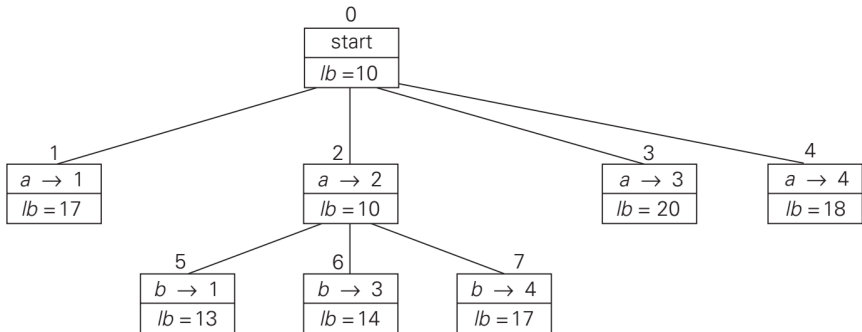 0
start
lb =10
1
2
3
4
a → 1
a → 2
a → 3
a → 4
lb =17
lb =10
lb = 20
lb =18
5
6
7
b → 1
b → 3
b → 4
lb =13
lb =14
lb =17